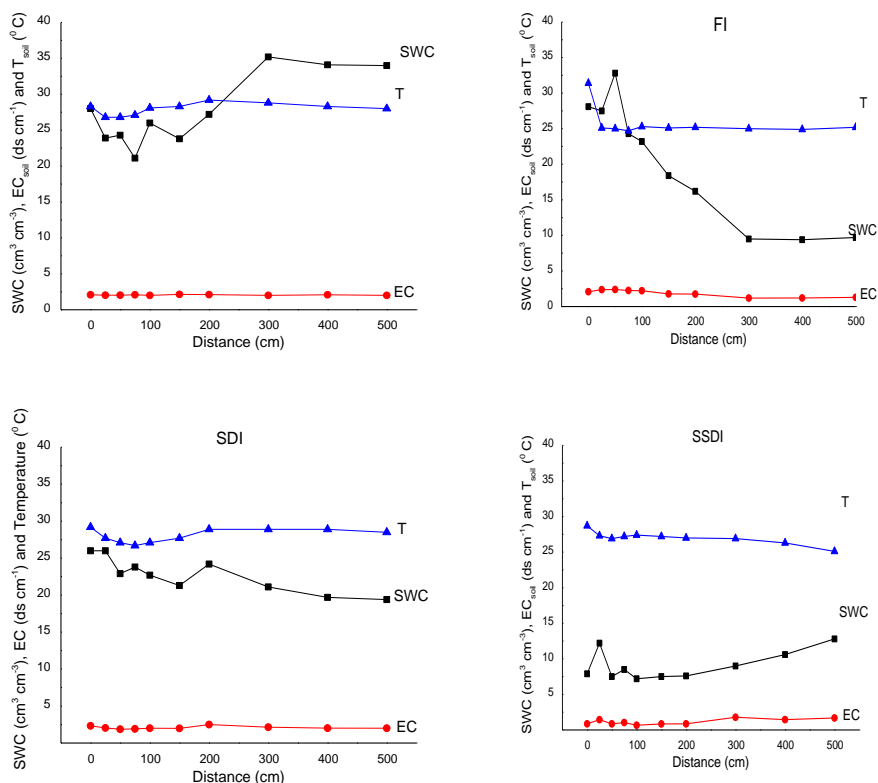 SWC (cm³ cm⁻³), EC_soil (ds cm⁻¹) and T_soil (⁰C)
40
35
30
25
20
15
10
5
0
SWC
T
EC
0 100 200 300 400 500
Distance (cm)
FI
SWC (cm³ cm⁻³), EC_soil (ds cm⁻¹) and T_soil (⁰C)
40
35
30
25
20
15
10
5
0
T
SWC
EC
0 100 200 300 400 500
Distance (cm)
SDI
SWC (cm³ cm⁻³), EC (ds cm⁻¹) and Temperature (⁰C)
40
35
30
25
20
15
10
5
T
SWC
EC
0 100 200 300 400 500
Distance (cm)
SSDI
SWC (cm³ cm⁻³), EC_soil (ds cm⁻¹) and T_soil (⁰C)
40
35
30
25
20
15
10
5
T
SWC
EC
0 100 200 300 400 500
Distance (cm)